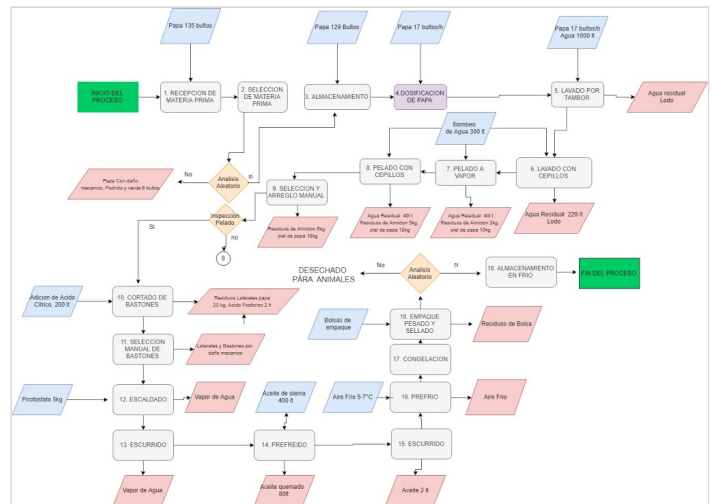 Papa 135 bultos
Papa 129 Bultos
Papa 17 bultos/h
Papa 17 bultos/h
Agua 1000 lt
INICIO DEL
PROCESO
1. RECEPCION DE
MATERIA PRIMA
2. SELECCION
DE MATERIA
PRIMA
3. ALMACENAMIENTO
4.DOSIFICACION
DE PAPA
5. LAVADO POR
TAMBOR
Agua residual
Lodo
Bombeo
de Agua 300 lt
Papa Con daño
mecanico, Podrido y verde 6 bultos
No
Analisis
Aleatorio
si
9. SELECCION Y
ARREGLO MANUAL
8. PELADO CON
CEPILLOS
7. PELADO A
VAPOR
6. LAVADO CON
CEPILLOS
Inspeccion
Pelado
SI
no
8
Residuos de Almidon 5kg,
piel de papa 18kg
Agua Residual 40l t
Residuos de Almidon 5kg,
piel de papa 18kg
Agua Residual 40l t
Residuos de Almidon 2kg,
piel de papa 10kg
Agua Residual 220 lt
Lodo
DESECHADO
PARA ANIMALES
No
Analisis
Aleatorio
si
19. ALMACENAMIENTO
EN FRIO
FIN DEL PROCESO
Adicion de Acido
Citrico, 200 lt
10. CORTADO DE
BASTONES
Residuos Laterales papa
20 kg, Acido Fosforico 2 lt
Bolsas de
empaque
18. EMPAQUE
PESADO Y
SELLADO
Residuos de Bolsa
11. SELECCION
MANUAL DE
BASTONES
Laterales y Bastones por
daño mecanico
17. CONGELACION
Pirofosfato 5kg
12. ESCALDADO
Vapor de Agua
Aceite de oleina
400 lt
Aire Frio 5-7°C
16. PREFRIO
Aire Frio
13. ESCURRIDO
14. PREFREIDO
15. ESCURRIDO
Vapor de Agua
Aceite quemado
80lt
Aceite 2 lt